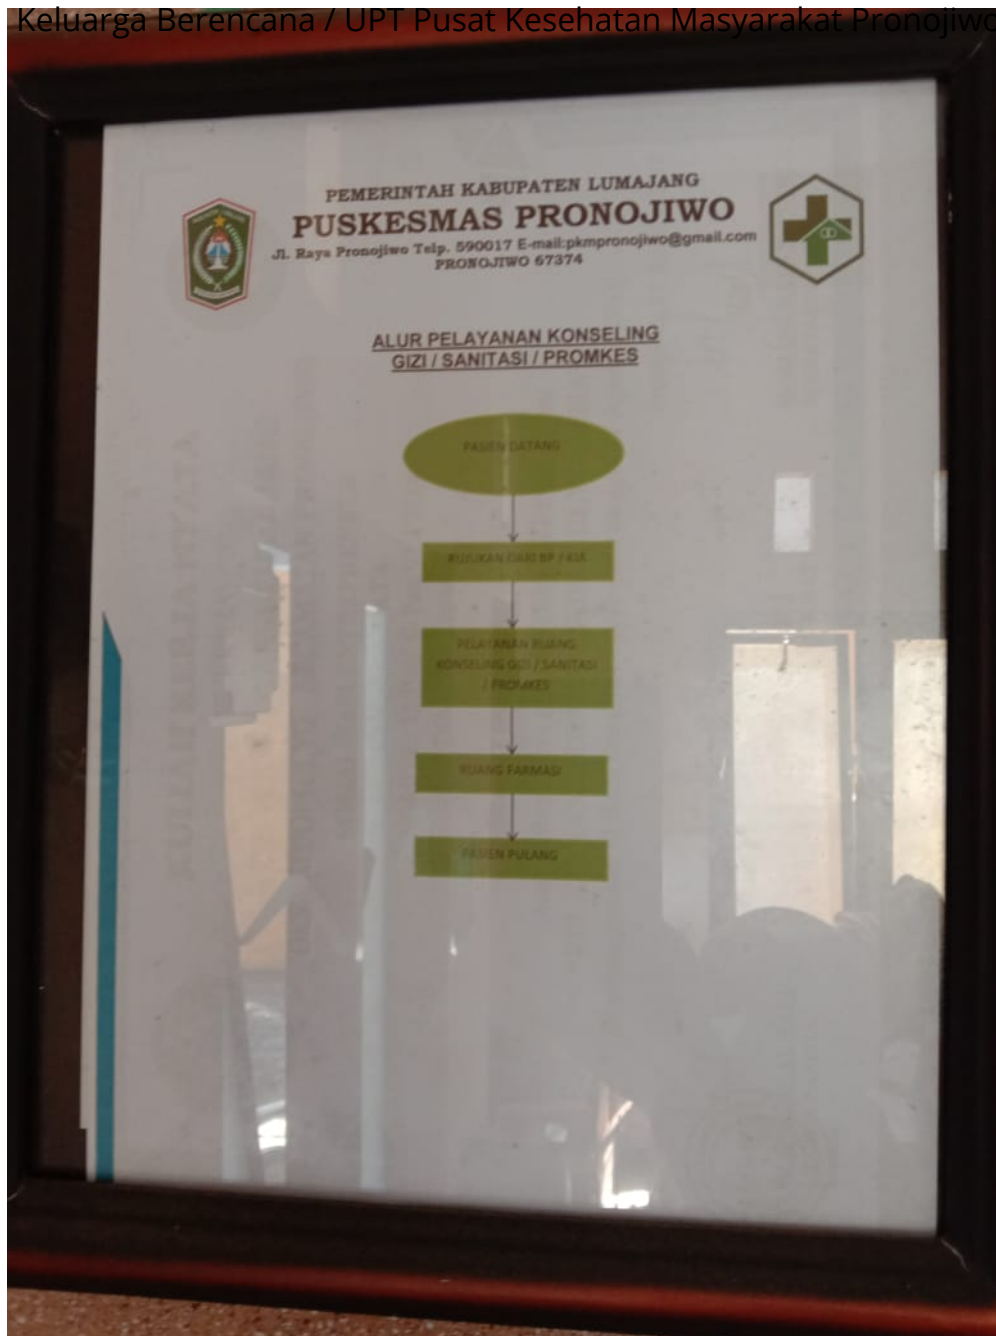 Keluarga Berencana / UPT Pusat Kesehatan Masyarakat Pronojiwo
PEMERINTAH KABUPATEN LUMAJANG
PUSKESMAS PRONOJIWO
Jl. Raya Pronojiwo Telp. 590017 E-mail:pkmpronojiwo@gmail.com
PRONOJIWO 67374
ALUR PELAYANAN KONSELING
GIZI / SANITASI / PROMKES
PASIEN DATANG
RUJUKAN DARI BP / KIA
PELAYANAN RUANG
KONSELING GIZI / SANITASI
/ PROMKES
RUANG FARMASI
PASIEN PULANG